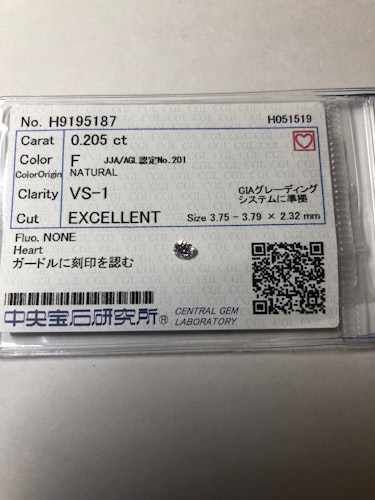 No. H9195187 H051519
Carat 0.205 ct
Color F JJA/AGL認定No.201
ColorOrigin NATURAL
Clarity VS-1 GIAグレーディング
システムに準拠
Cut EXCELLENT Size 3.75 - 3.79 × 2.32 mm
Fluo. NONE
Heart
ガードルに刻印を認む
中央宝石研究所® CENTRAL GEM
LABORATORY